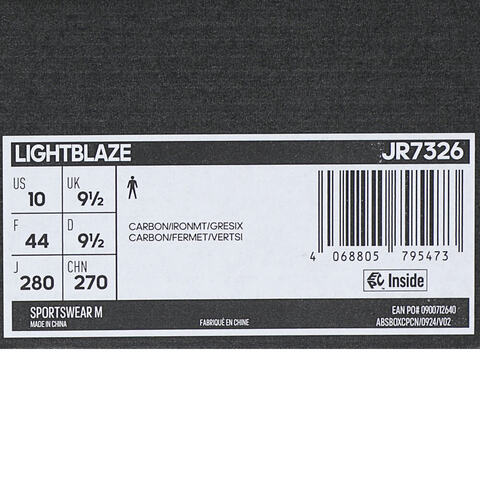 LIGHTBLAZE JR7326
US 10 UK 9½
F 44 D 9½
J 280 CHN 270
CARBON/IRONMT/GRESIX
CARBON/FERMET/VERTSI
4 068805 795473
Inside
SPORTSWEAR M
MADE IN CHINA
FABRIQUÉ EN CHINE
EAN PO# 0900712640
ABSBOXCPCN/0924/V02